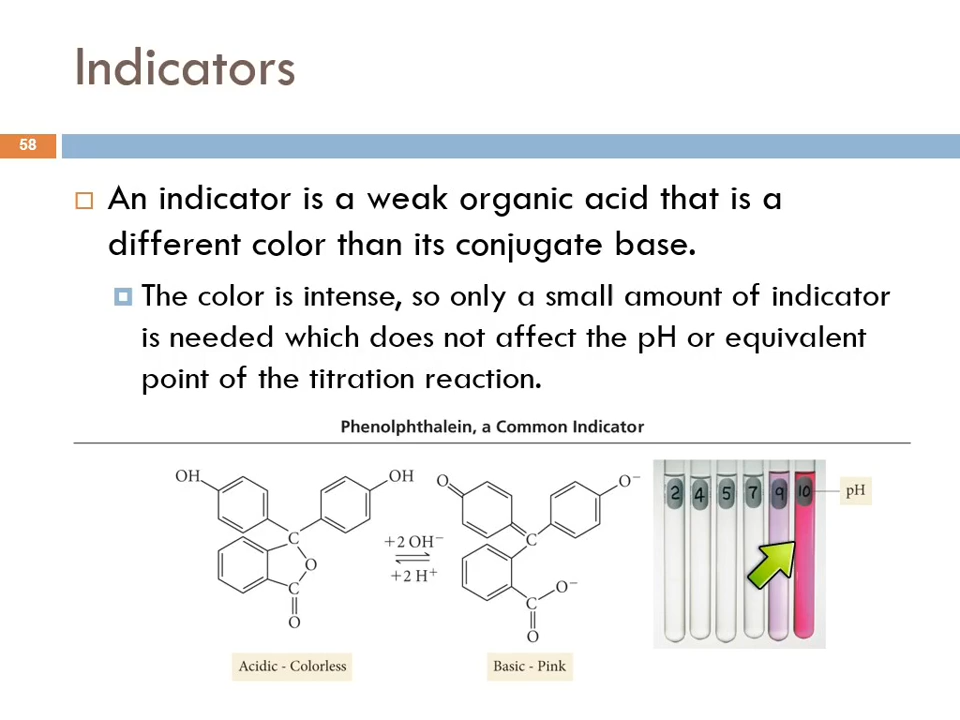 Indicators
58
An indicator is a weak organic acid that is a
different color than its conjugate base.
The color is intense, so only a small amount of indicator
is needed which does not affect the pH or equivalent
point of the titration reaction.
Phenolphthalein, a Common Indicator
OH
OH
C
O
C
O
+2 OH⁻
+2 H⁺
O
O⁻
C
C
O⁻
O
2 4 5 7 9 10
pH
Acidic - Colorless
Basic - Pink